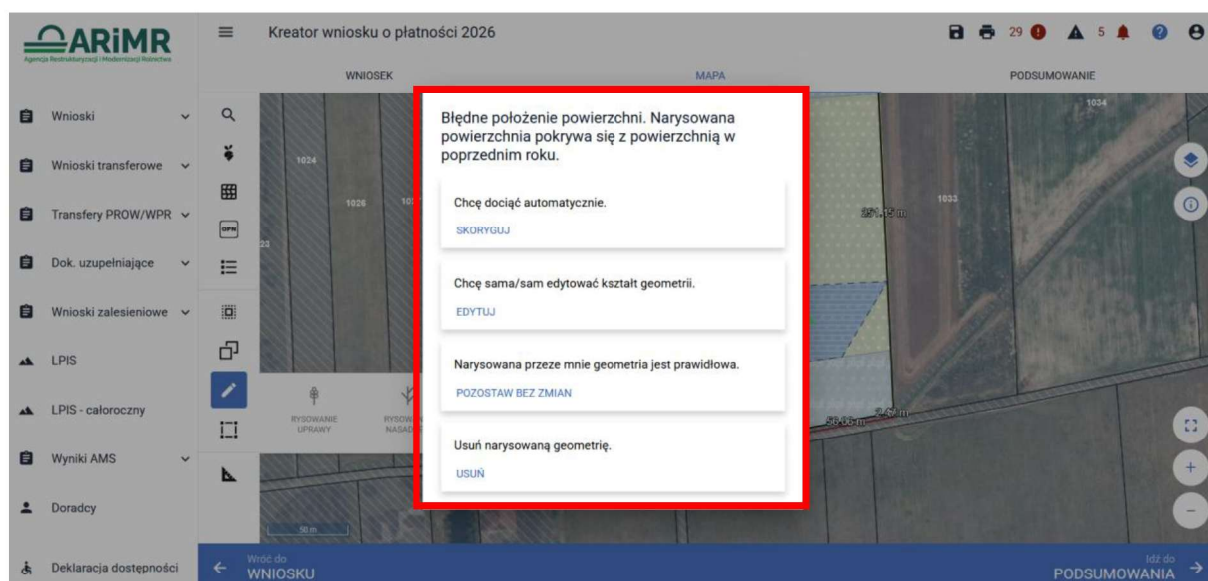 ARiMR
Agencja Restrukturyzacji i Modernizacji Rolnictwa
Kreator wniosku o płatności 2026
29
5
WNIOSEK
MAPA
PODSUMOWANIE
Wnioski
Wnioski transferowe
Transfery PROW/WPR
Dok. uzupełniające
Wnioski zalesieniowe
LPIS
LPIS - całoroczny
Wyniki AMS
Doradcy
Deklaracja dostępności
1024
1026
23
RYSOWANIE
UPRAWY
50 m
Błędne położenie powierzchni. Narysowana
powierzchnia pokrywa się z powierzchnią w
poprzednim roku.
Chcę dociąć automatycznie.
SKORYGUJ
Chcę sama/sam edytować kształt geometrii.
EDYTUJ
Narysowana przeze mnie geometria jest prawidłowa.
POZOSTAW BEZ ZMIAN
Usuń narysowaną geometrię.
USUŃ
1034
1033
Wróć do
WNIOSKU
Idź do
PODSUMOWANIA